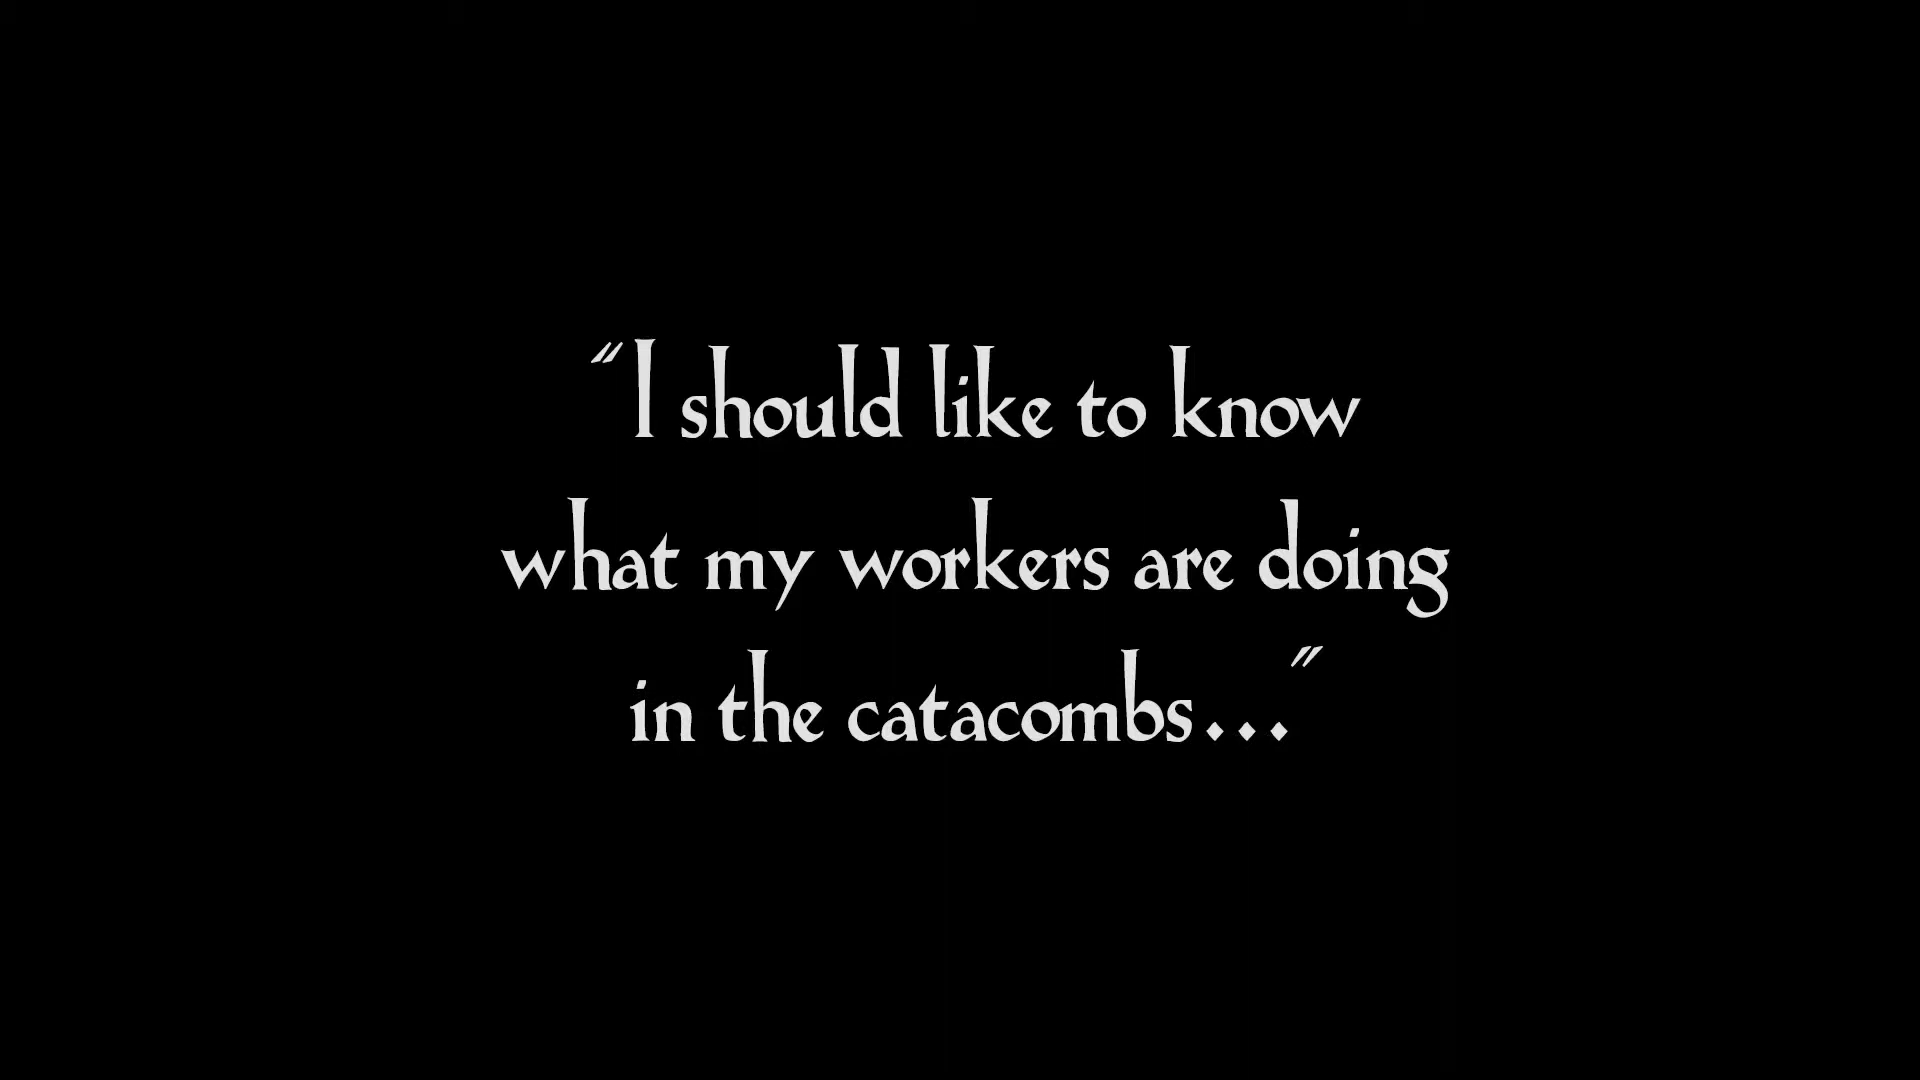 “I should like to know
what my workers are doing
in the catacombs...”